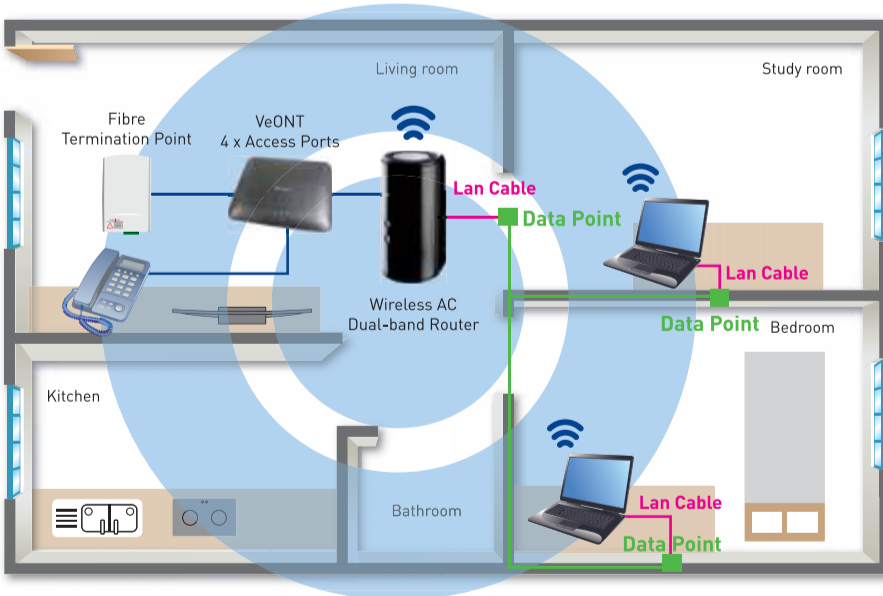 Living room
Study room
Fibre
Termination Point
VeONT
4 x Access Ports
Lan Cable
Data Point
Lan Cable
Wireless AC
Dual-band Router
Data Point
Bedroom
Kitchen
Lan Cable
Bathroom
Data Point